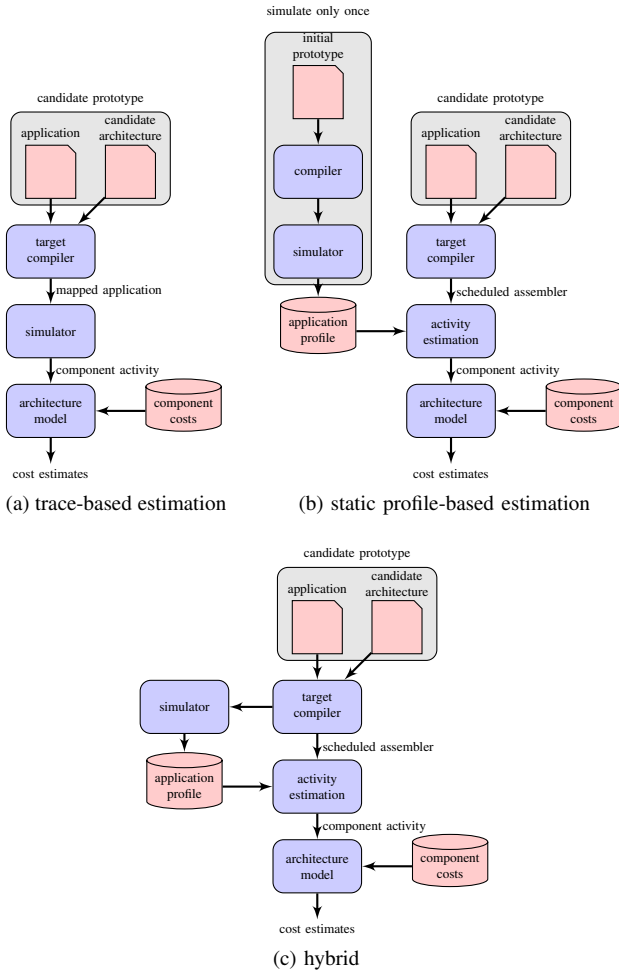 candidate prototype
application
candidate
architecture
target
compiler
mapped application
simulator
component activity
architecture
model
component
costs
cost estimates
(a) trace-based estimation
simulate only once
initial
prototype
compiler
simulator
application
profile
candidate prototype
application
candidate
architecture
target
compiler
scheduled assembler
activity
estimation
component activity
architecture
model
component
costs
cost estimates
(b) static profile-based estimation
candidate prototype
application
candidate
architecture
simulator
target
compiler
scheduled assembler
application
profile
activity
estimation
component activity
architecture
model
component
costs
cost estimates
(c) hybrid